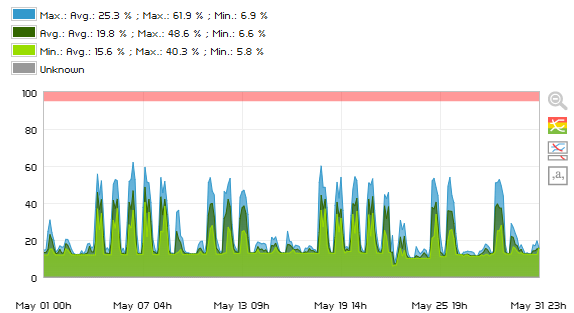 Max.: Avg.: 25.3 % ; Max.: 61.9 % ; Min.: 6.9 %
Avg.: Avg.: 19.8 % ; Max.: 48.6 % ; Min.: 6.6 %
Min.: Avg.: 15.6 % ; Max.: 40.3 % ; Min.: 5.8 %
Unknown
100
80
60
40
20
0
,a,
May 01 00h May 07 04h May 13 09h May 19 14h May 25 19h May 31 23h